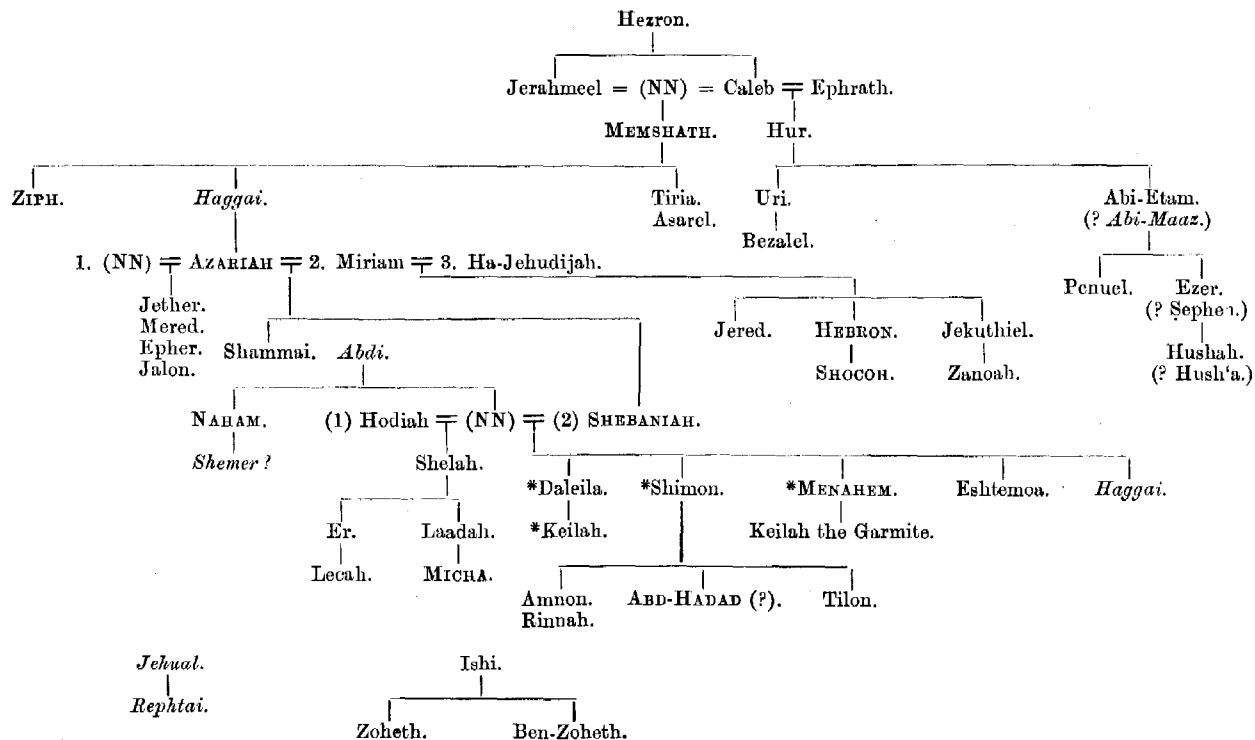 Hezron.
Jerahmeel = (NN) = Caleb = Ephrath.
MEMSHATH. Hur.
ZIPH. Haggai. Tiria. Uri. Abi-Etam.
Asarel. (? Abi-Maaz.)
Bezalel.
1. (NN) = AZARIAH = 2. Miriam = 3. Ha-Jehudijah.
Penuel. Ezer.
(? Sephen.)
Jether.
Mered.
Epher.
Jalon.
Shammai. Abdi.
Jered. HEBRON. Jekuthiel.
Hushah.
(? Hush'a.)
SHOCOH. Zanoah.
NAHAM. (1) Hodiah = (NN) = (2) SHEBANIAH.
Shemer ? Shelah.
*Daleila. *Shimon. *MENAHEM. Eshtemoa. Haggai.
Er. Laadah. *Keilah. Keilah the Garmite.
Lecah. MICHA.
Amnon. ABD-HADAD (?). Tilon.
Rinnah.
Jehual. Ishi.
Rephtai.
Zoheth. Ben-Zoheth.